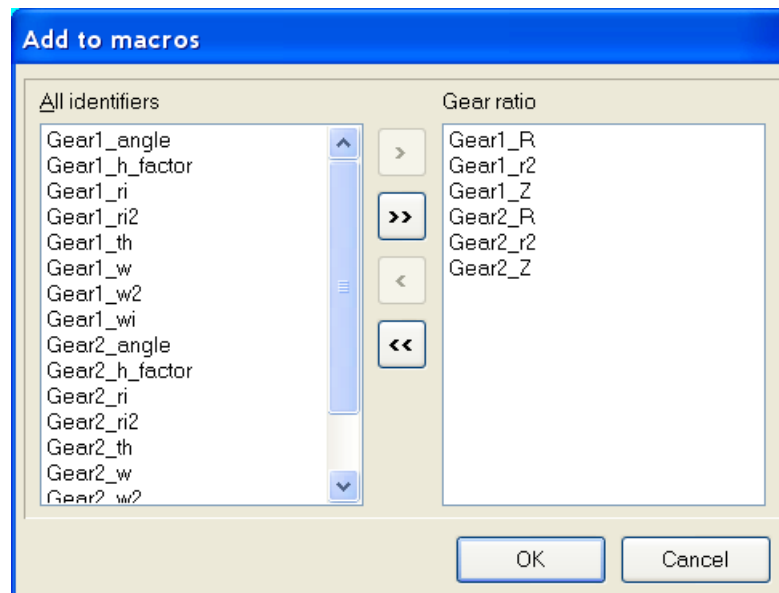 Add to macros
All identifiers
Gear1_angle
Gear1_h_factor
Gear1_ri
Gear1_ri2
Gear1_th
Gear1_w
Gear1_w2
Gear1_wi
Gear2_angle
Gear2_h_factor
Gear2_ri
Gear2_ri2
Gear2_th
Gear2_w
Gear2_w2
>
>>
<
<<
Gear ratio
Gear1_R
Gear1_r2
Gear1_Z
Gear2_R
Gear2_r2
Gear2_Z
OK
Cancel